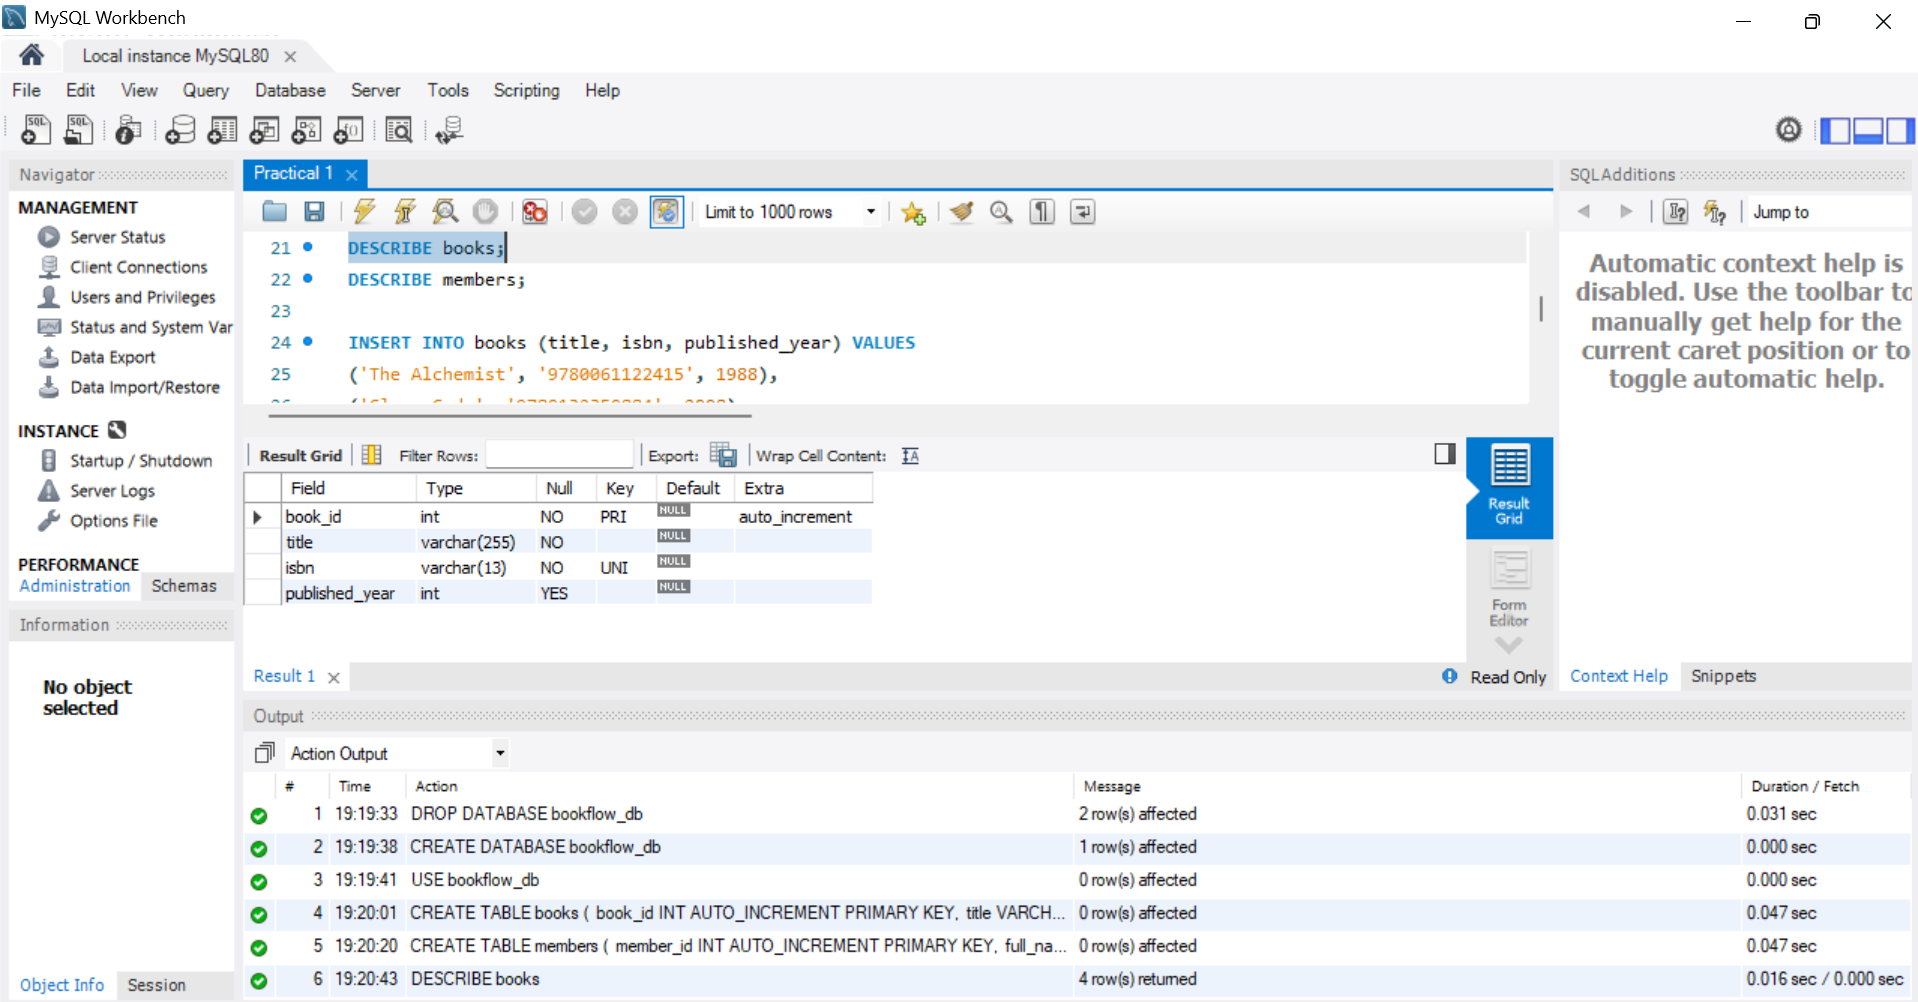 MySQL Workbench
Local instance MySQL80
File Edit View Query Database Server Tools Scripting Help
Navigator
MANAGEMENT
Server Status
Client Connections
Users and Privileges
Status and System Var
Data Export
Data Import/Restore
INSTANCE
Startup / Shutdown
Server Logs
Options File
PERFORMANCE
Administration Schemas
Information
No object
selected
Object Info Session
Practical 1
Limit to 1000 rows
21 DESCRIBE books;
22 DESCRIBE members;
23
24 INSERT INTO books (title, isbn, published_year) VALUES
25 ('The Alchemist', '9780061122415', 1988),
Result Grid Filter Rows: Export: Wrap Cell Content:
Field Type Null Key Default Extra
book_id int NO PRI NULL auto_increment
title varchar(255) NO NULL
isbn varchar(13) NO UNI NULL
published_year int YES NULL
Result
Grid
Form
Editor
Result 1 Read Only
SQLAdditions
Jump to
Automatic context help is
disabled. Use the toolbar to
manually get help for the
current caret position or to
toggle automatic help.
Context Help Snippets
Output
Action Output
# Time Action Message Duration / Fetch
1 19:19:33 DROP DATABASE bookflow_db 2 row(s) affected 0.031 sec
2 19:19:38 CREATE DATABASE bookflow_db 1 row(s) affected 0.000 sec
3 19:19:41 USE bookflow_db 0 row(s) affected 0.000 sec
4 19:20:01 CREATE TABLE books ( book_id INT AUTO_INCREMENT PRIMARY KEY, title VARCH... 0 row(s) affected 0.047 sec
5 19:20:20 CREATE TABLE members ( member_id INT AUTO_INCREMENT PRIMARY KEY, full_na... 0 row(s) affected 0.047 sec
6 19:20:43 DESCRIBE books 4 row(s) returned 0.016 sec / 0.000 sec